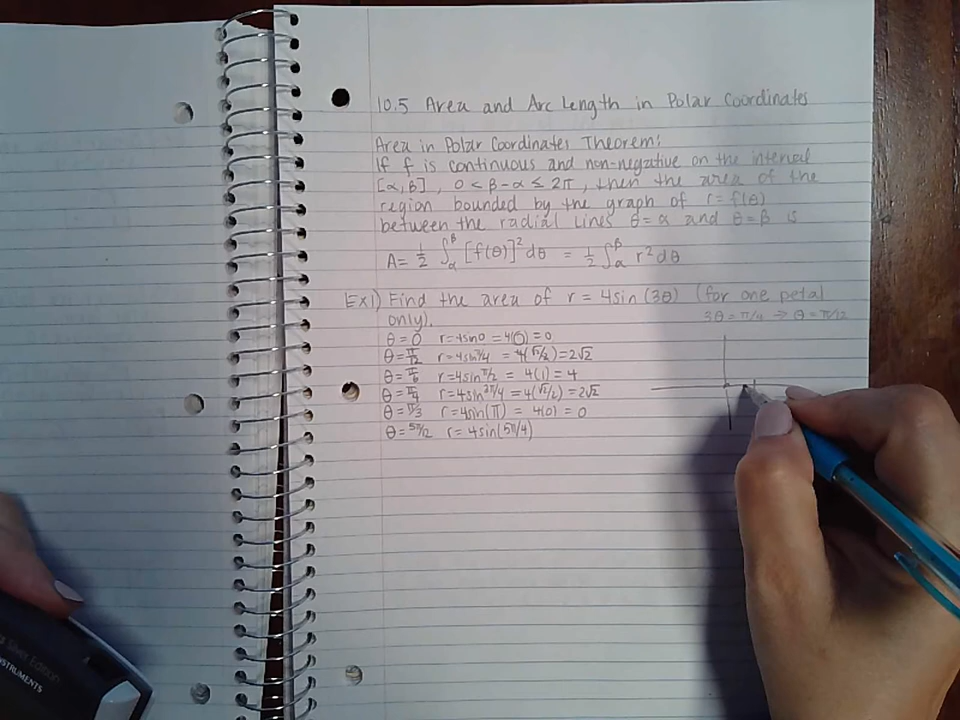 10.5 Area and Arc Length in Polar Coordinates
Area in Polar Coordinates Theorem:
If f is continuous and non-negative on the interval
[α,β], 0 < β-α ≤ 2π, then the area of the
region bounded by the graph of r=f(θ)
between the radial lines θ=α and θ=β is
A= 1/2 ∫αβ [f(θ)]² dθ = 1/2 ∫αβ r² dθ
Ex1) Find the area of r = 4sin(3θ) (for one petal
only).
3θ=π/4 ⇒ θ=π/12
θ=0 r=4sin0 =4(0)=0
θ=π/12 r=4sinπ/4 =4(√2/2)=2√2
θ=π/6 r=4sinπ/2 = 4(1)=4
θ=π/4 r=4sin3π/4 =4(√2/2)=2√2
θ=π/3 r=4sin(π) = 4(0)=0
θ=5π/12 r=4sin(5π/4)
INSTRUMENTS